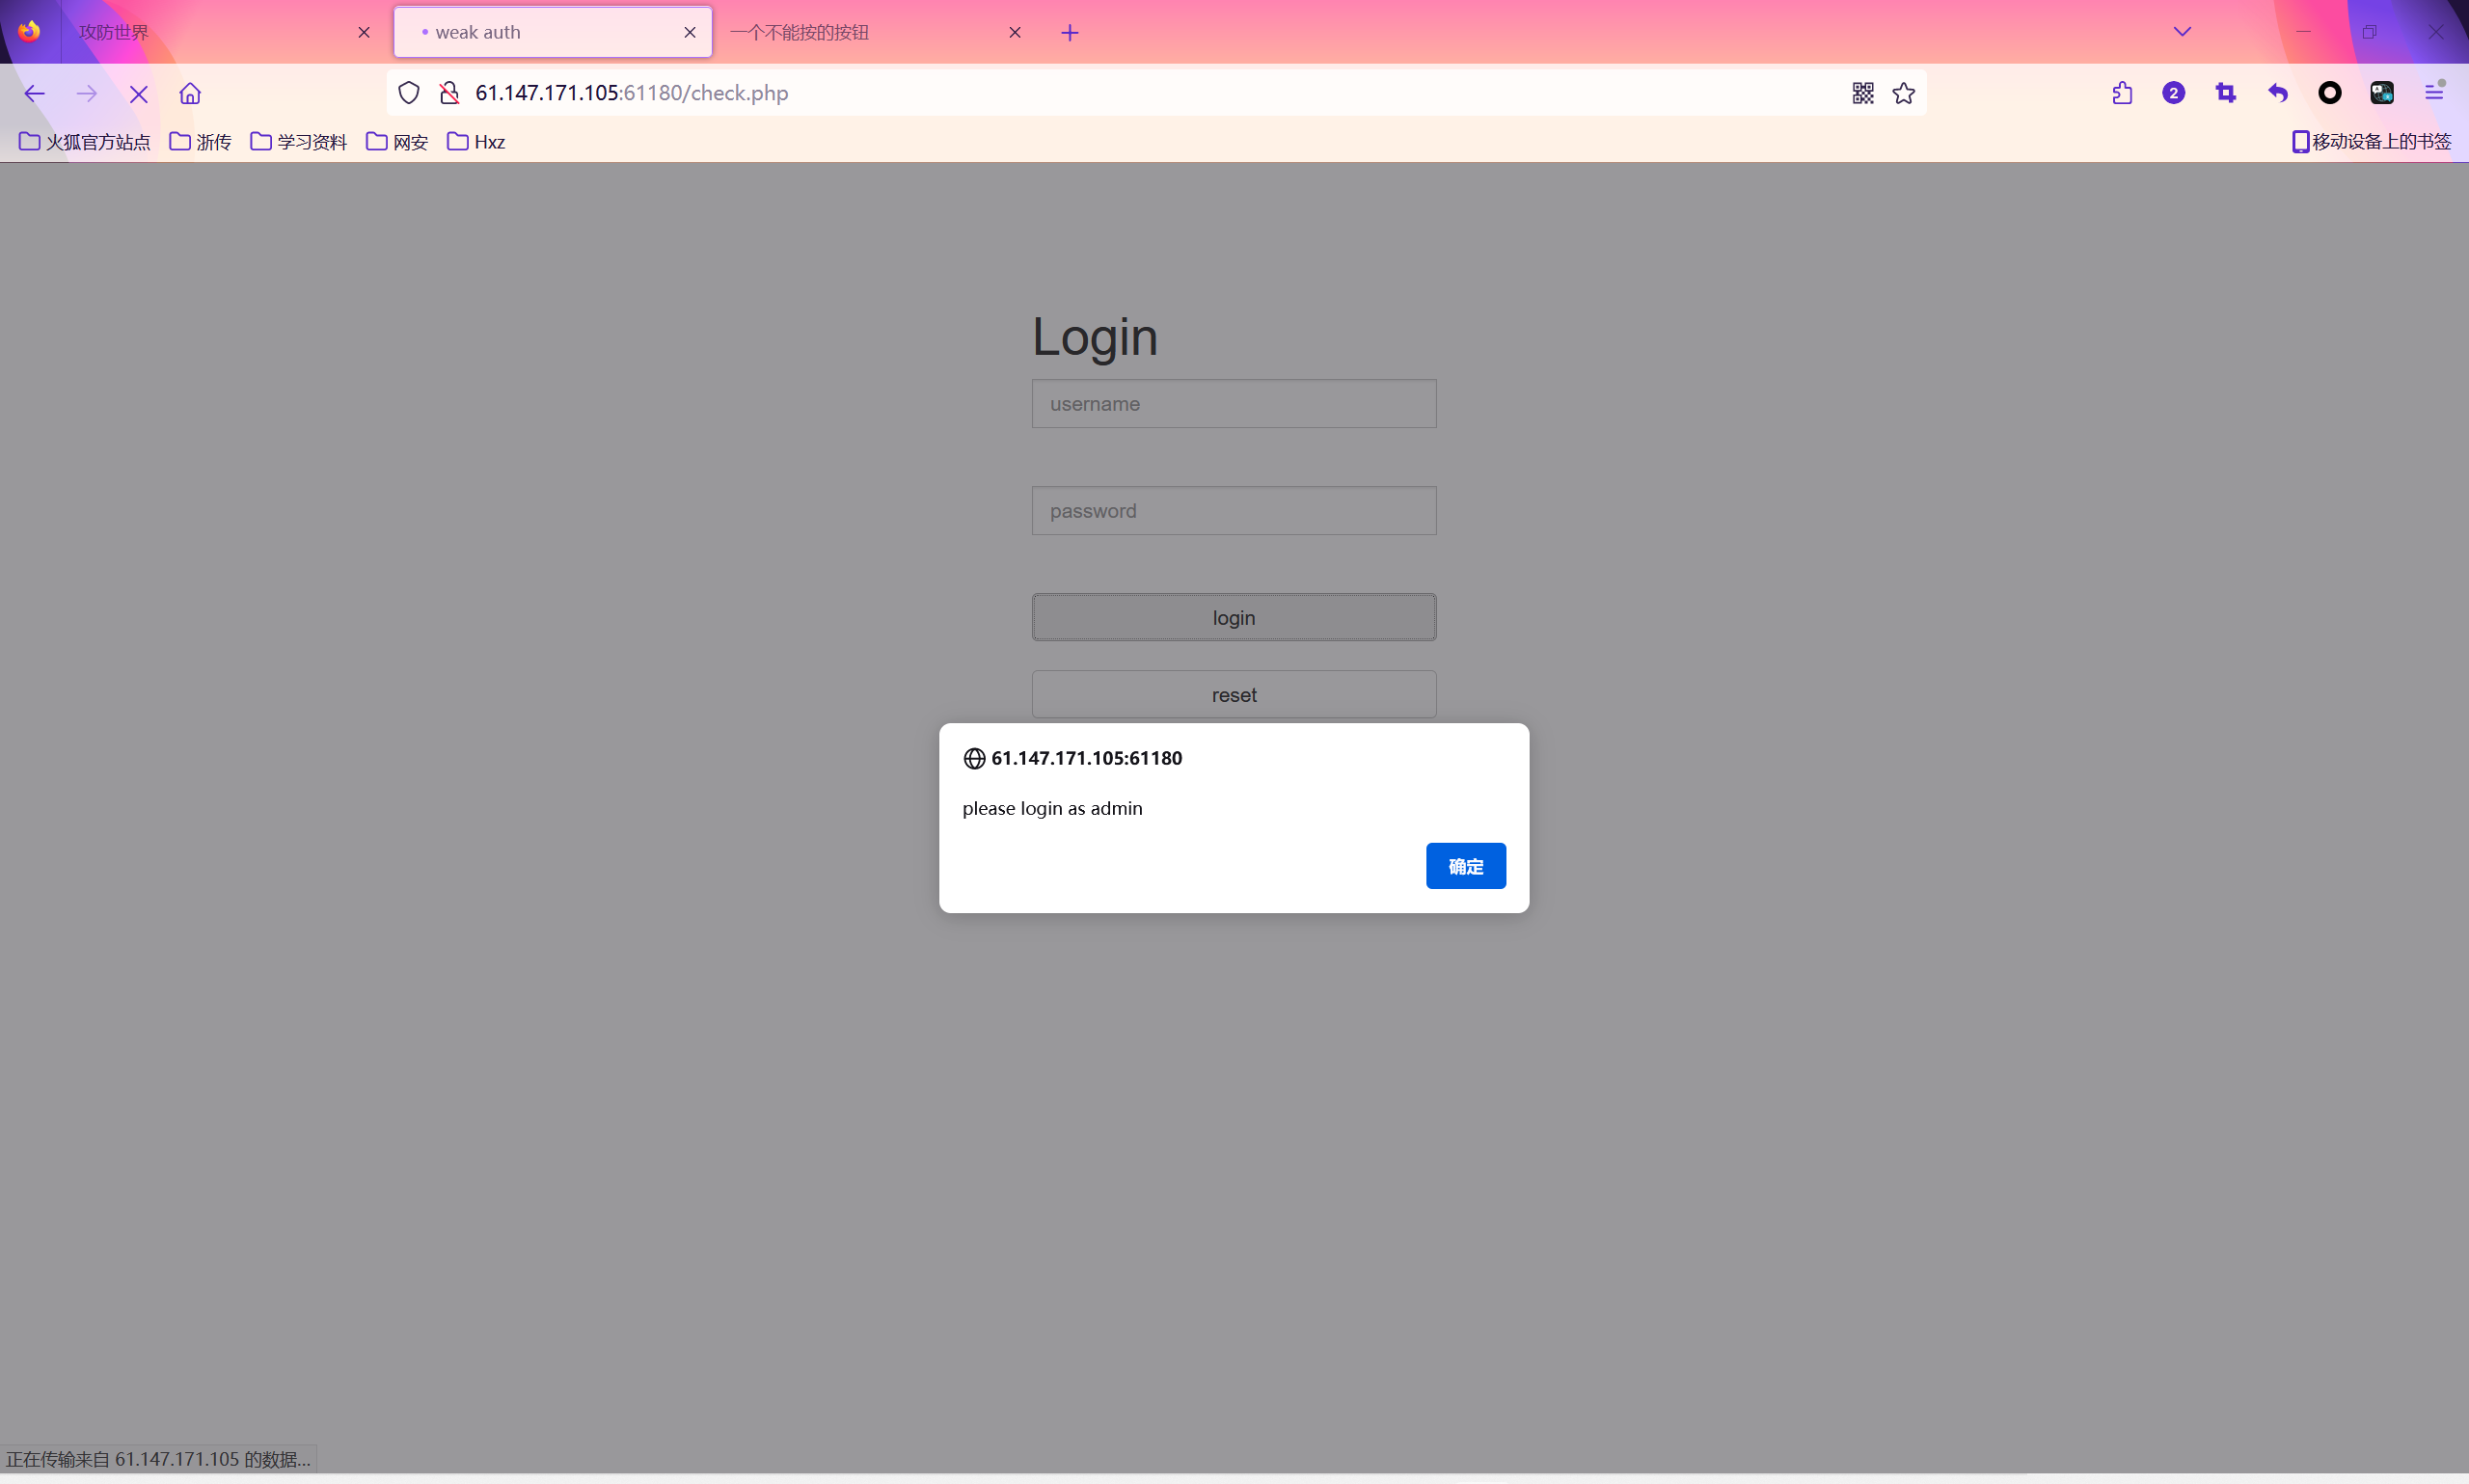 攻防世界
weak auth
一个不能按的按钮
61.147.171.105:61180/check.php
2
火狐官方站点
浙传
学习资料
网安
Hxz
移动设备上的书签
Login
username
password
login
reset
61.147.171.105:61180
please login as admin
确定
正在传输来自 61.147.171.105 的数据...